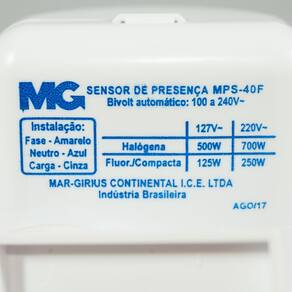 MG SENSOR DE PRESENÇA MPS-40F
Bivolt automático: 100 a 240V~
Instalação:
Fase - Amarelo
Neutro - Azul
Carga - Cinza
127V~ 220V~
Halógena 500W 700W
Fluor./Compacta 125W 250W
MAR-GIRIUS CONTINENTAL I.C.E. LTDA
Indústria Brasileira
AGO/17